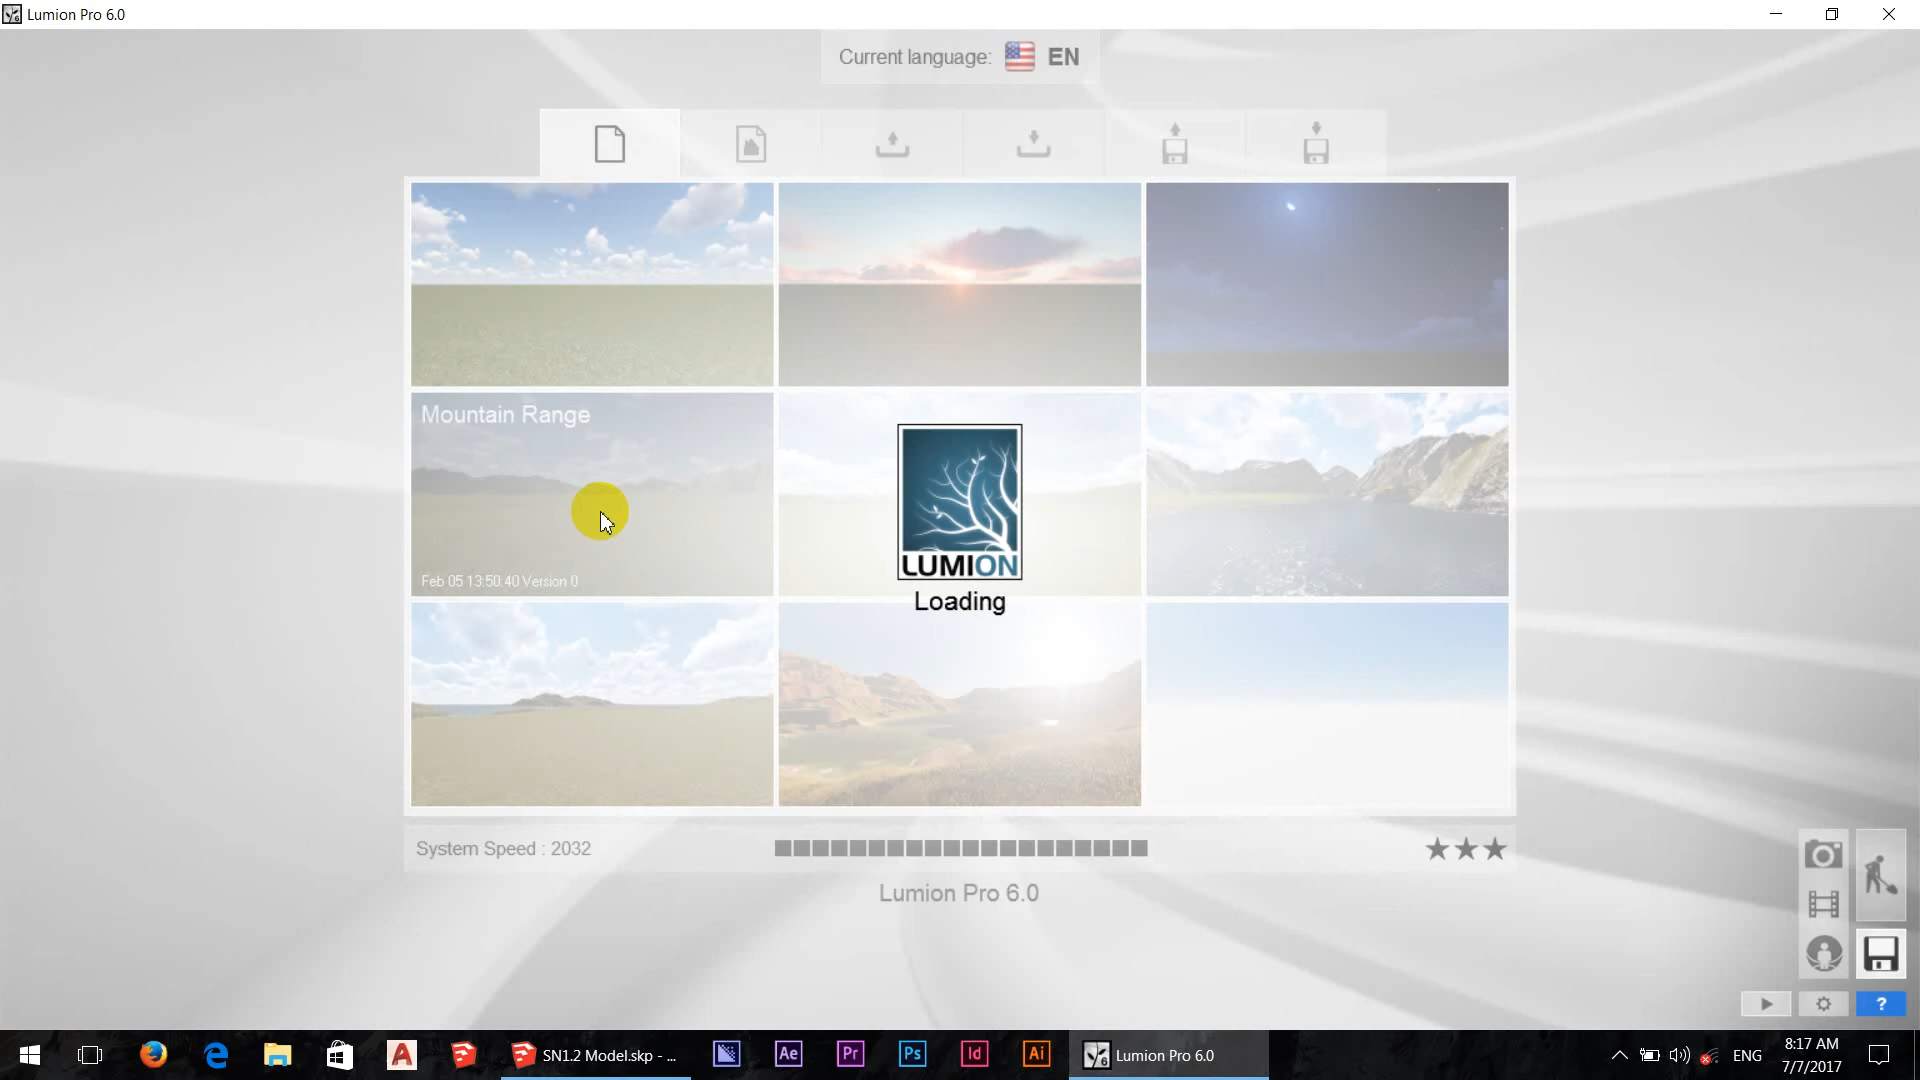 Lumion Pro 6.0
Current language: EN
Mountain Range
Feb 05 13:50:40 Version 0
LUMION
Loading
System Speed : 2032
Lumion Pro 6.0
?
SN1.2 Model.skp - ...
Ae
Pr
Ps
Id
Ai
6
Lumion Pro 6.0
ENG
8:17 AM
7/7/2017